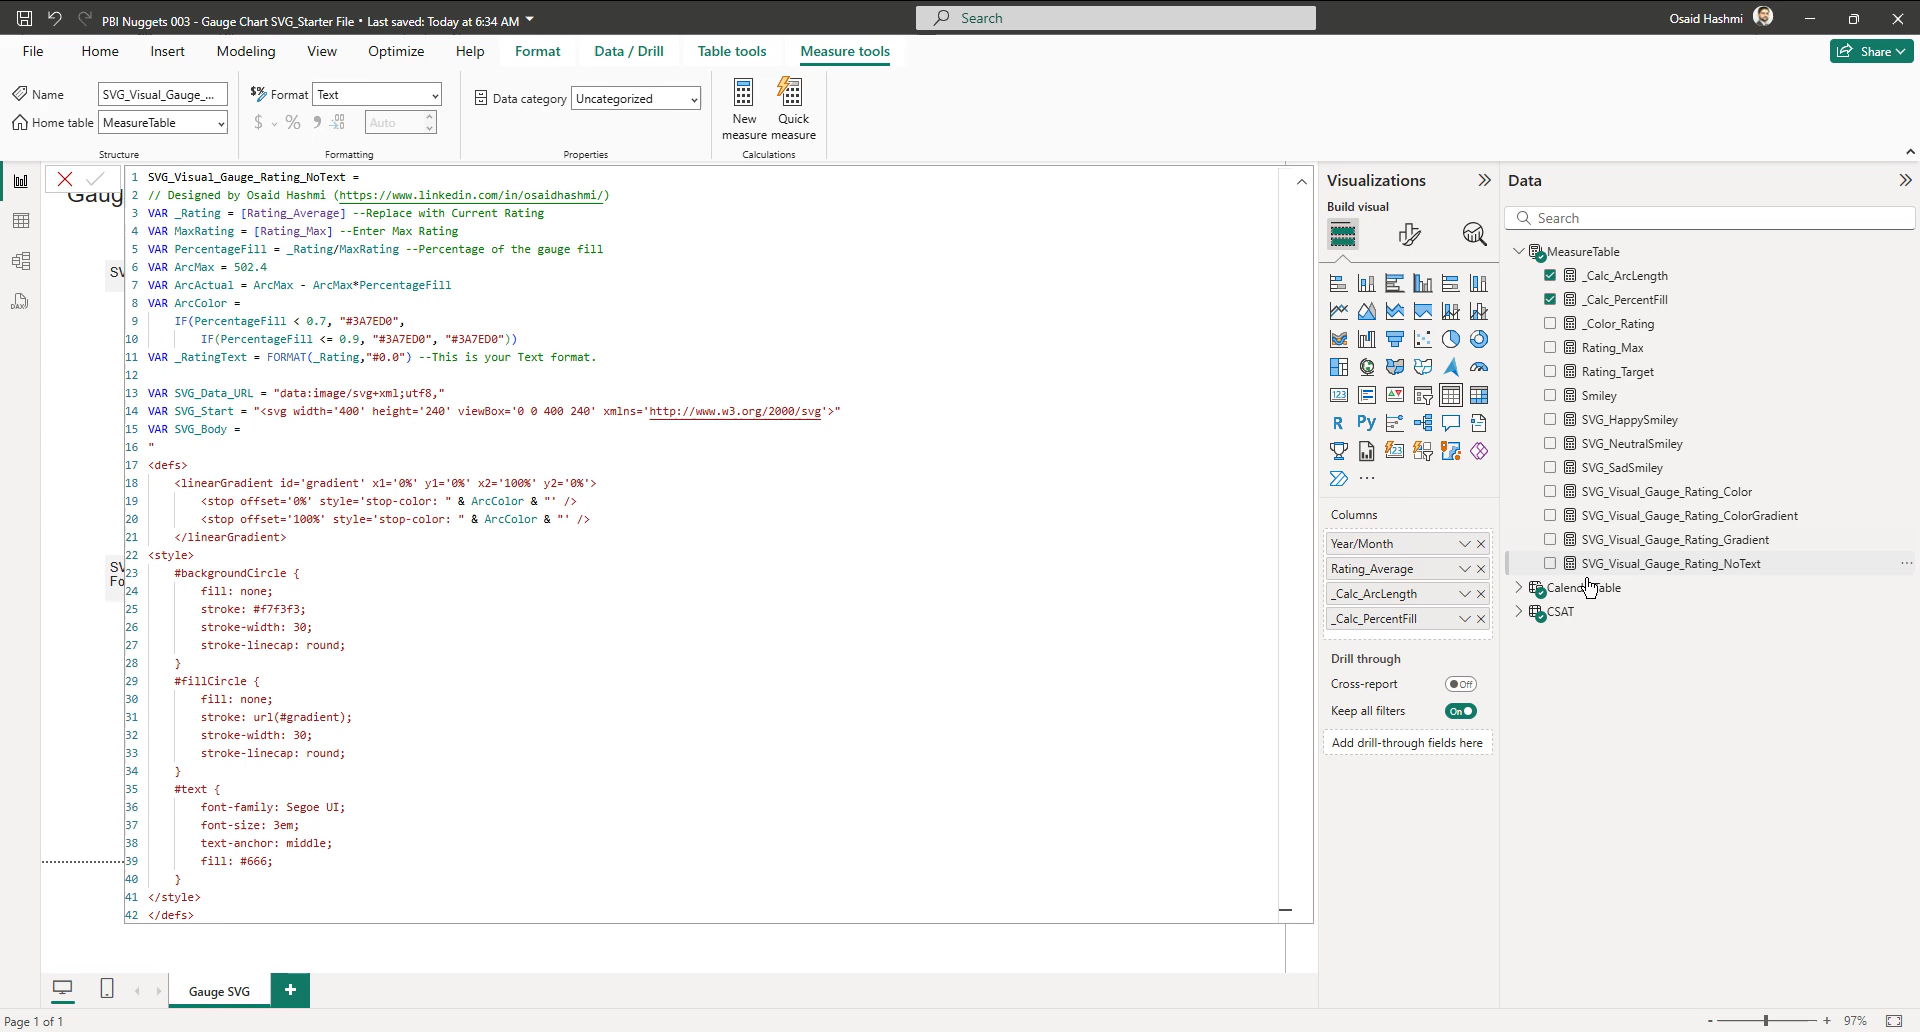 PBI Nuggets 003 - Gauge Chart SVG_Starter File • Last saved: Today at 6:34 AM
Search
Osaid Hashmi
File Home Insert Modeling View Optimize Help Format Data / Drill Table tools Measure tools
Share
Name SVG_Visual_Gauge_...
Home table MeasureTable
Structure
Format Text
$ % Auto
Formatting
Data category Uncategorized
Properties
New measure
Quick measure
Calculations
Gaug
SV
SV
Fo
1 SVG_Visual_Gauge_Rating_NoText =
2 // Designed by Osaid Hashmi (https://www.linkedin.com/in/osaidhashmi/)
3 VAR _Rating = [Rating_Average] --Replace with Current Rating
4 VAR MaxRating = [Rating_Max] --Enter Max Rating
5 VAR PercentageFill = _Rating/MaxRating --Percentage of the gauge fill
6 VAR ArcMax = 502.4
7 VAR ArcActual = ArcMax - ArcMax*PercentageFill
8 VAR ArcColor =
9 IF(PercentageFill < 0.7, "#3A7ED0",
10 IF(PercentageFill <= 0.9, "#3A7ED0", "#3A7ED0"))
11 VAR _RatingText = FORMAT(_Rating,"#0.0") --This is your Text format.
12
13 VAR SVG_Data_URL = "data:image/svg+xml;utf8,"
14 VAR SVG_Start = "<svg width='400' height='240' viewBox='0 0 400 240' xmlns='http://www.w3.org/2000/svg'>"
15 VAR SVG_Body =
16 "
17 <defs>
18 <linearGradient id='gradient' x1='0%' y1='0%' x2='100%' y2='0%'>
19 <stop offset='0%' style='stop-color: " & ArcColor & "' />
20 <stop offset='100%' style='stop-color: " & ArcColor & "' />
21 </linearGradient>
22 <style>
23 #backgroundCircle {
24 fill: none;
25 stroke: #f7f3f3;
26 stroke-width: 30;
27 stroke-linecap: round;
28 }
29 #fillCircle {
30 fill: none;
31 stroke: url(#gradient);
32 stroke-width: 30;
33 stroke-linecap: round;
34 }
35 #text {
36 font-family: Segoe UI;
37 font-size: 3em;
38 text-anchor: middle;
39 fill: #666;
40 }
41 </style>
42 </defs>
Visualizations
Build visual
123
R Py
123
Columns
Year/Month
Rating_Average
_Calc_ArcLength
_Calc_PercentFill
Drill through
Cross-report Off
Keep all filters On
Add drill-through fields here
Data
Search
MeasureTable
_Calc_ArcLength
_Calc_PercentFill
_Color_Rating
Rating_Max
Rating_Target
Smiley
SVG_HappySmiley
SVG_NeutralSmiley
SVG_SadSmiley
SVG_Visual_Gauge_Rating_Color
SVG_Visual_Gauge_Rating_ColorGradient
SVG_Visual_Gauge_Rating_Gradient
SVG_Visual_Gauge_Rating_NoText
CSAT
DAX
Gauge SVG
Page 1 of 1
- + 97%